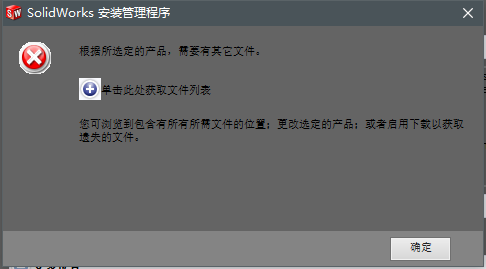 SolidWorks 安装管理程序
根据所选定的产品，需要有其它文件。
单击此处获取文件列表
您可浏览到包含有所有所需文件的位置；更改选定的产品；或者启用下载以获取
遗失的文件。
确定